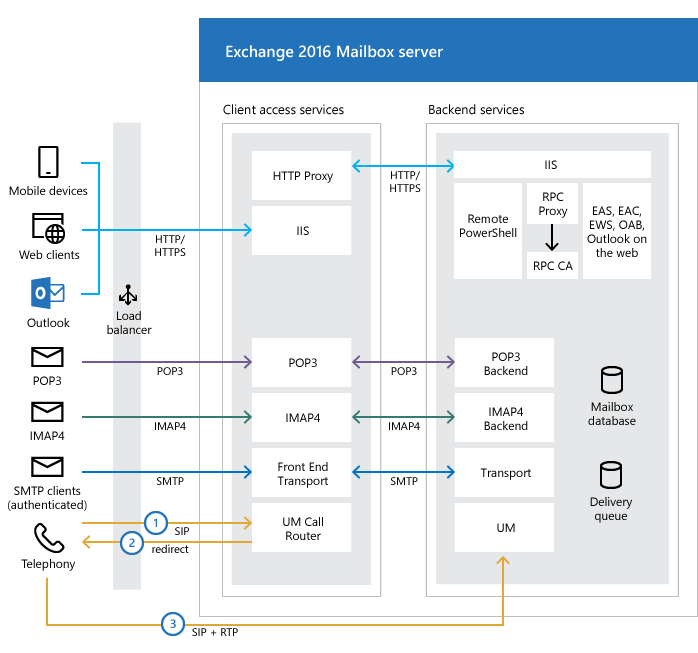 Exchange 2016 Mailbox server
Client access services
Backend services
Mobile devices
Web clients
Outlook
POP3
IMAP4
SMTP clients
(authenticated)
Telephony
Load
balancer
HTTP/
HTTPS
POP3
IMAP4
SMTP
1
SIP
2
redirect
3
SIP + RTP
HTTP Proxy
IIS
POP3
IMAP4
Front End
Transport
UM Call
Router
HTTP/
HTTPS
POP3
IMAP4
SMTP
IIS
Remote
PowerShell
RPC
Proxy
RPC CA
EAS, EAC,
EWS, OAB,
Outlook on
the web
POP3
Backend
IMAP4
Backend
Transport
UM
Mailbox
database
Delivery
queue